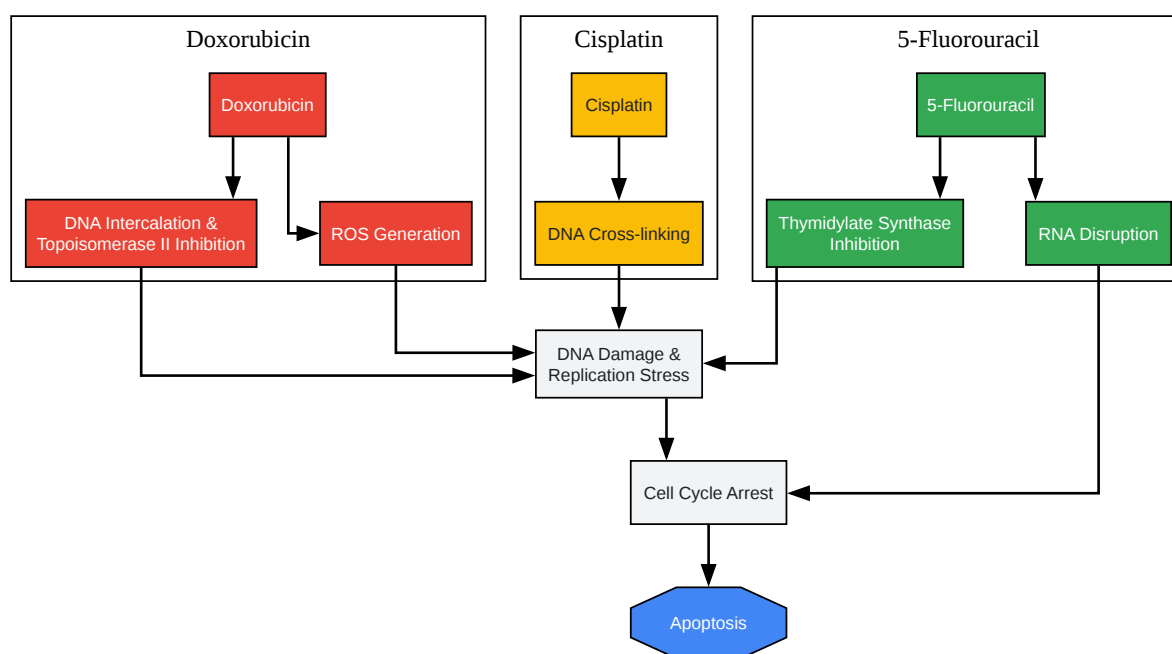 Doxorubicin
Cisplatin
5-Fluorouracil
Doxorubicin
Cisplatin
5-Fluorouracil
DNA Intercalation &
Topoisomerase II Inhibition
ROS Generation
DNA Cross-linking
Thymidylate Synthase
Inhibition
RNA Disruption
DNA Damage &
Replication Stress
Cell Cycle Arrest
Apoptosis